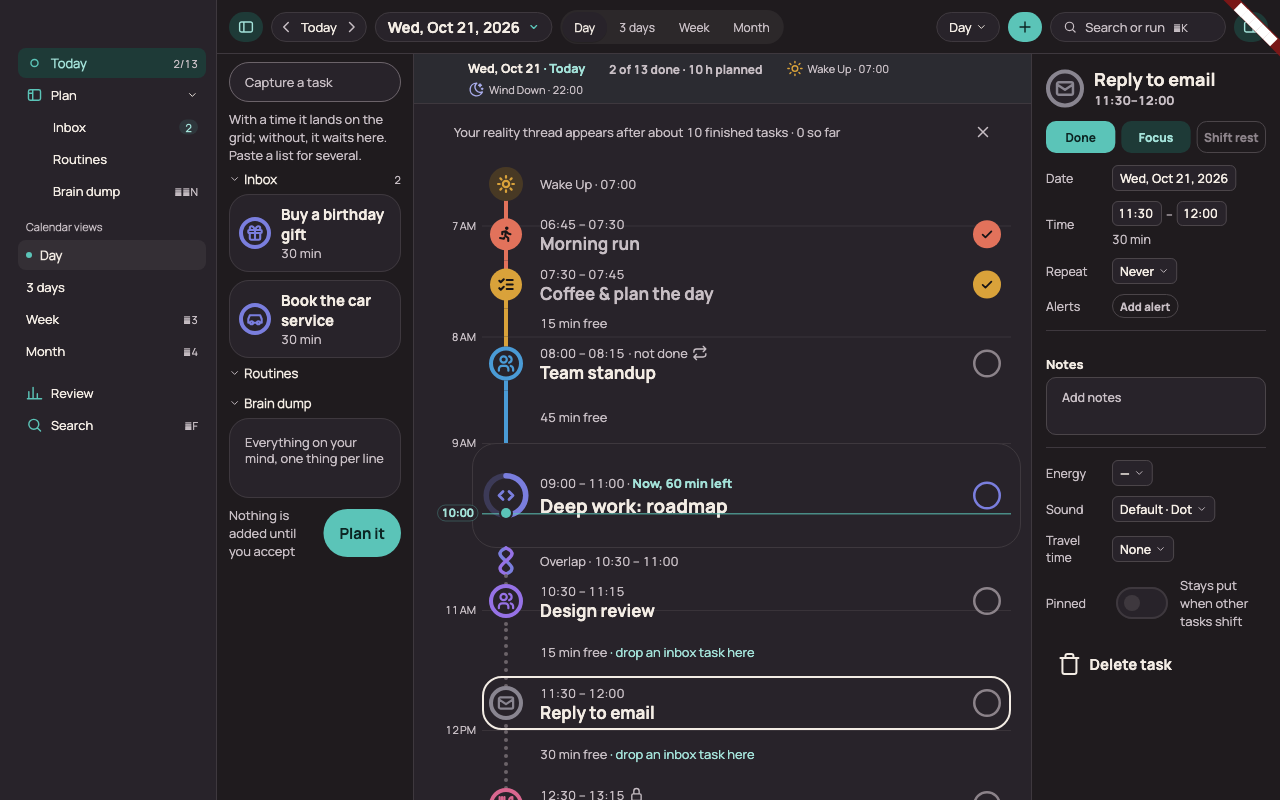 Today 2/13
Plan
Inbox 2
Routines
Brain dump N
Calendar views
Day
3 days
Week 3
Month 4
Review
Search F
Today
Wed, Oct 21, 2026
Day 3 days Week Month
Day
Search or run K
Capture a task
With a time it lands on the
grid; without, it waits here.
Paste a list for several.
Inbox 2
Buy a birthday
gift
30 min
Book the car
service
30 min
Routines
Brain dump
Everything on your
mind, one thing per line
Nothing is
added until
you accept
Plan it
Wed, Oct 21 · Today 2 of 13 done · 10 h planned Wake Up · 07:00
Wind Down · 22:00
Your reality thread appears after about 10 finished tasks · 0 so far
Wake Up · 07:00
7 AM
06:45 – 07:30
Morning run
07:30 – 07:45
Coffee & plan the day
15 min free
8 AM
08:00 – 08:15 · not done
Team standup
45 min free
9 AM
09:00 – 11:00 · Now, 60 min left
Deep work: roadmap
10:00
Overlap · 10:30 – 11:00
10:30 – 11:15
11 AM
Design review
15 min free · drop an inbox task here
11:30 – 12:00
Reply to email
12 PM
30 min free · drop an inbox task here
12:30 – 13:15
Reply to email
11:30–12:00
Done Focus Shift rest
Date Wed, Oct 21, 2026
Time 11:30 – 12:00
30 min
Repeat Never
Alerts Add alert
Notes
Add notes
Energy –
Sound Default · Dot
Travel
time
None
Pinned
Stays put
when other
tasks shift
Delete task